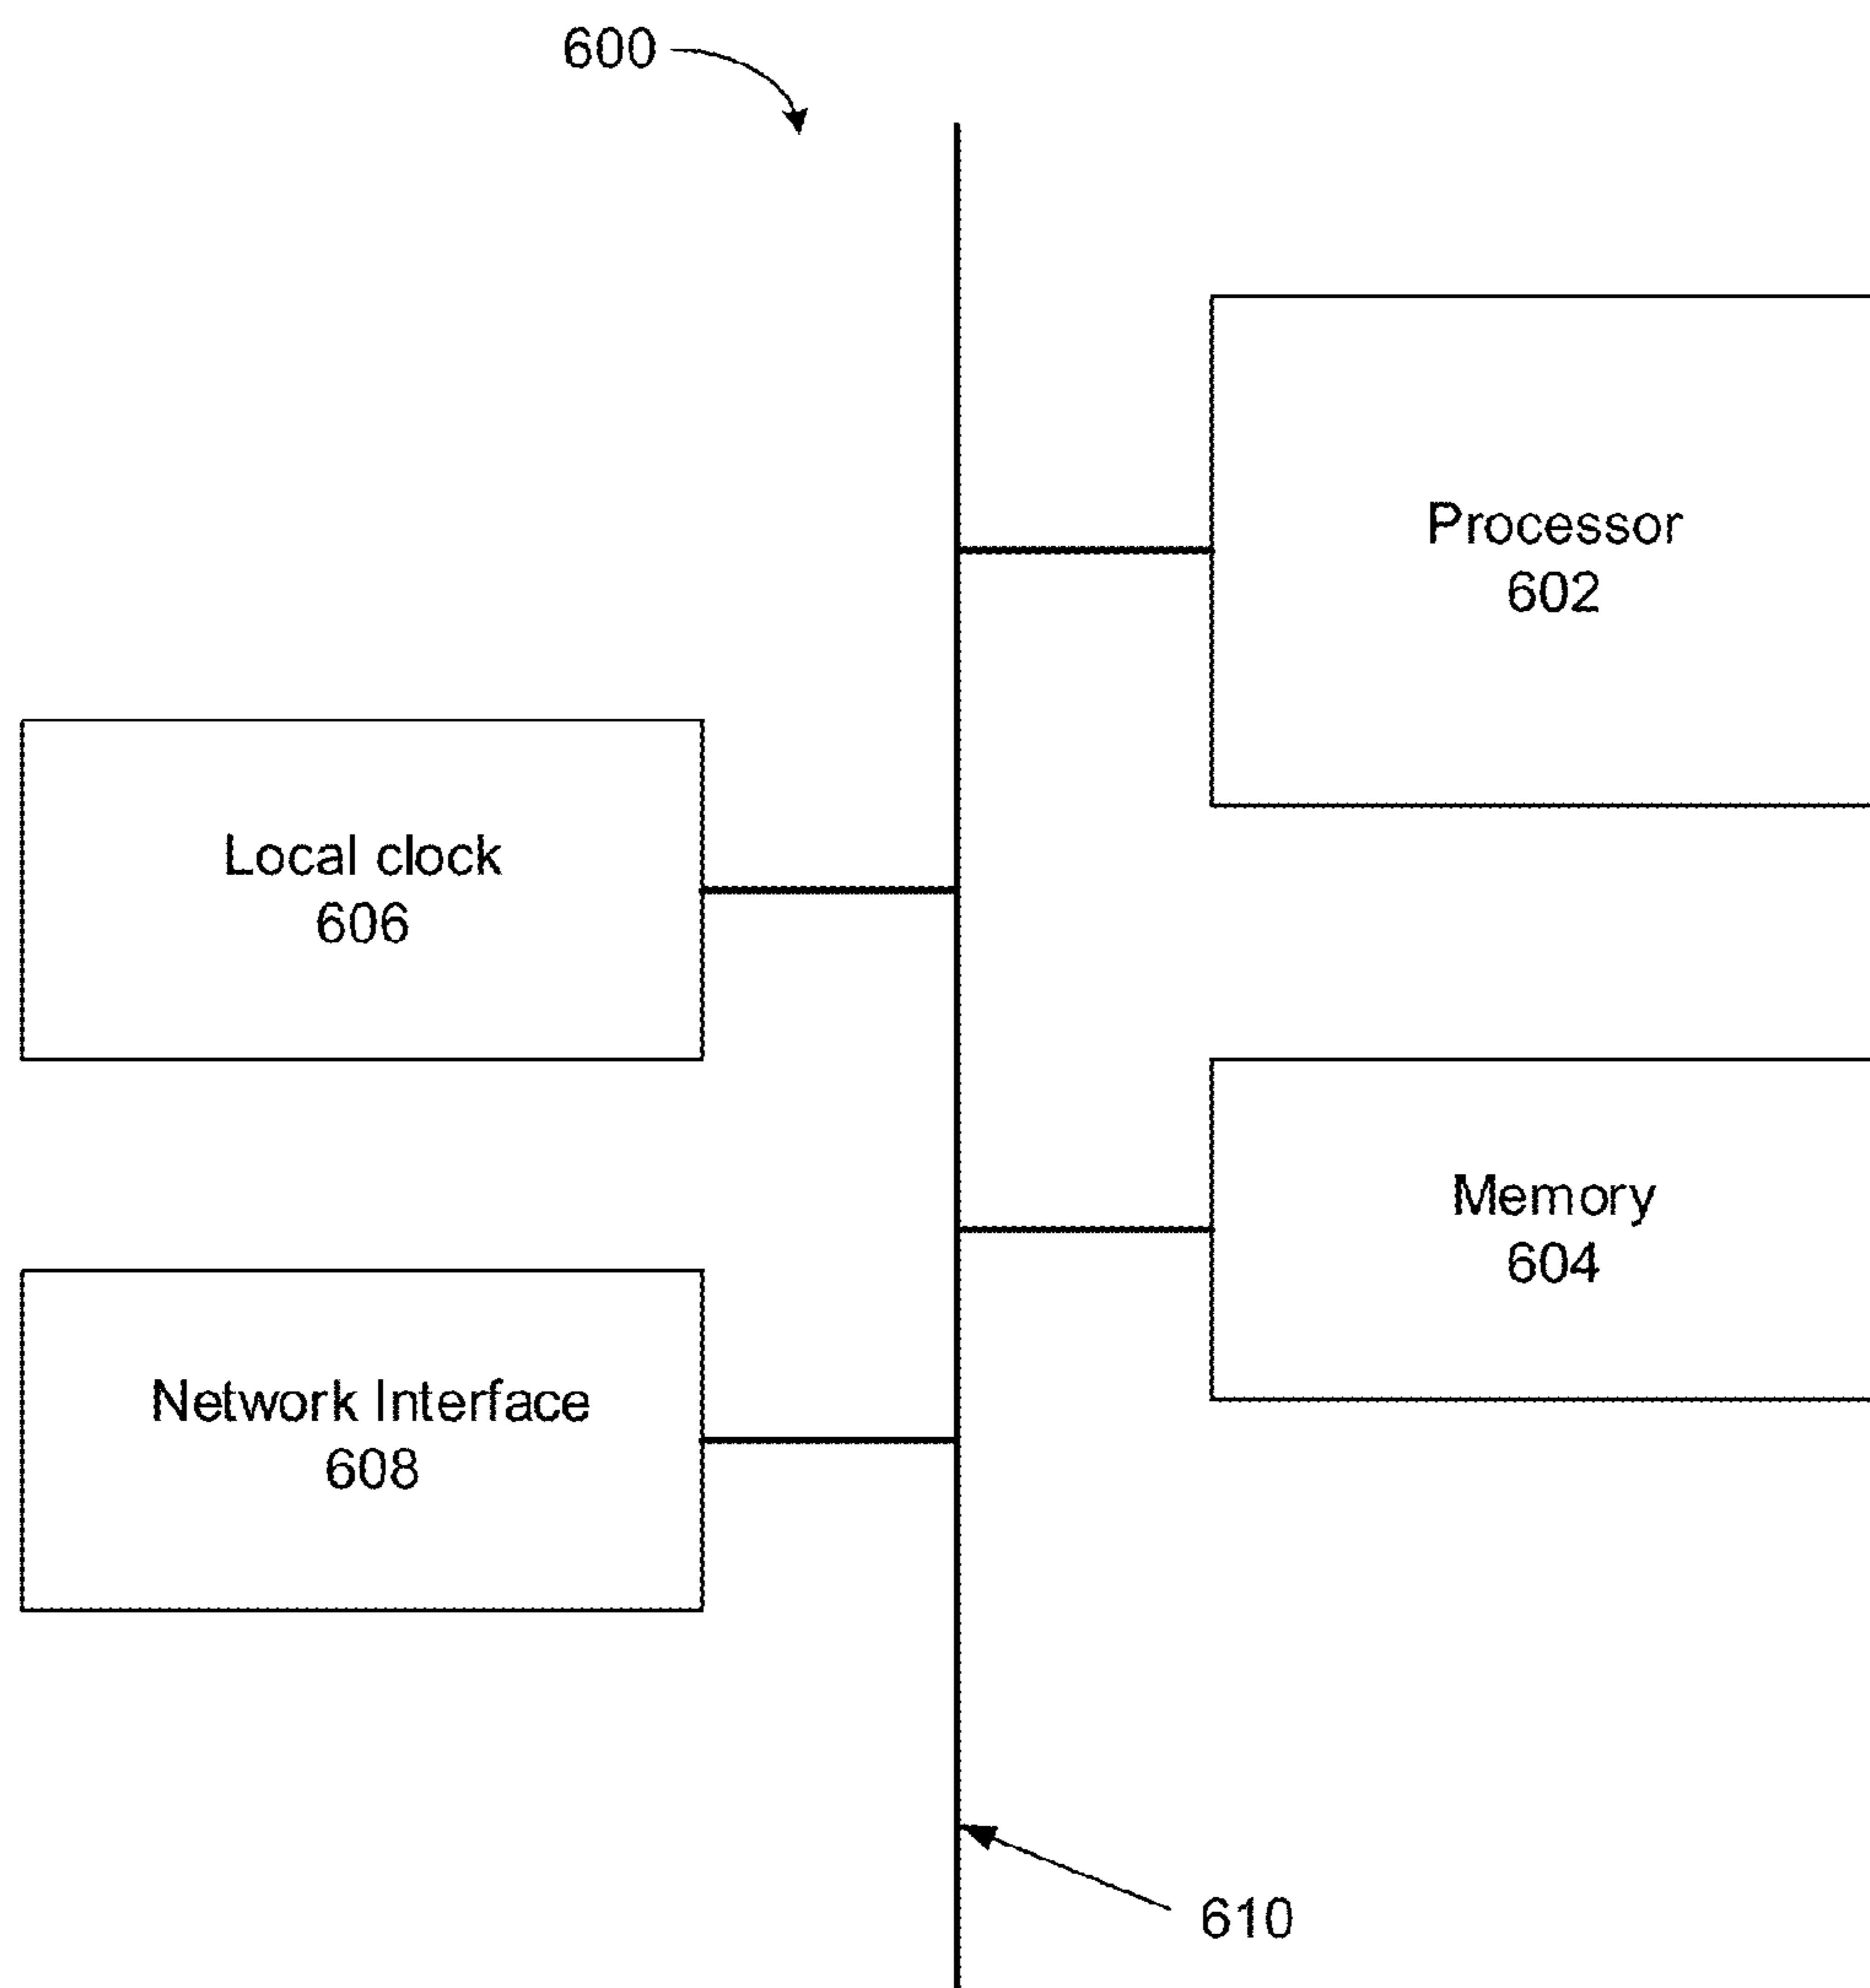 600
Processor
602
Local clock
606
Memory
604
Network Interface
608
610